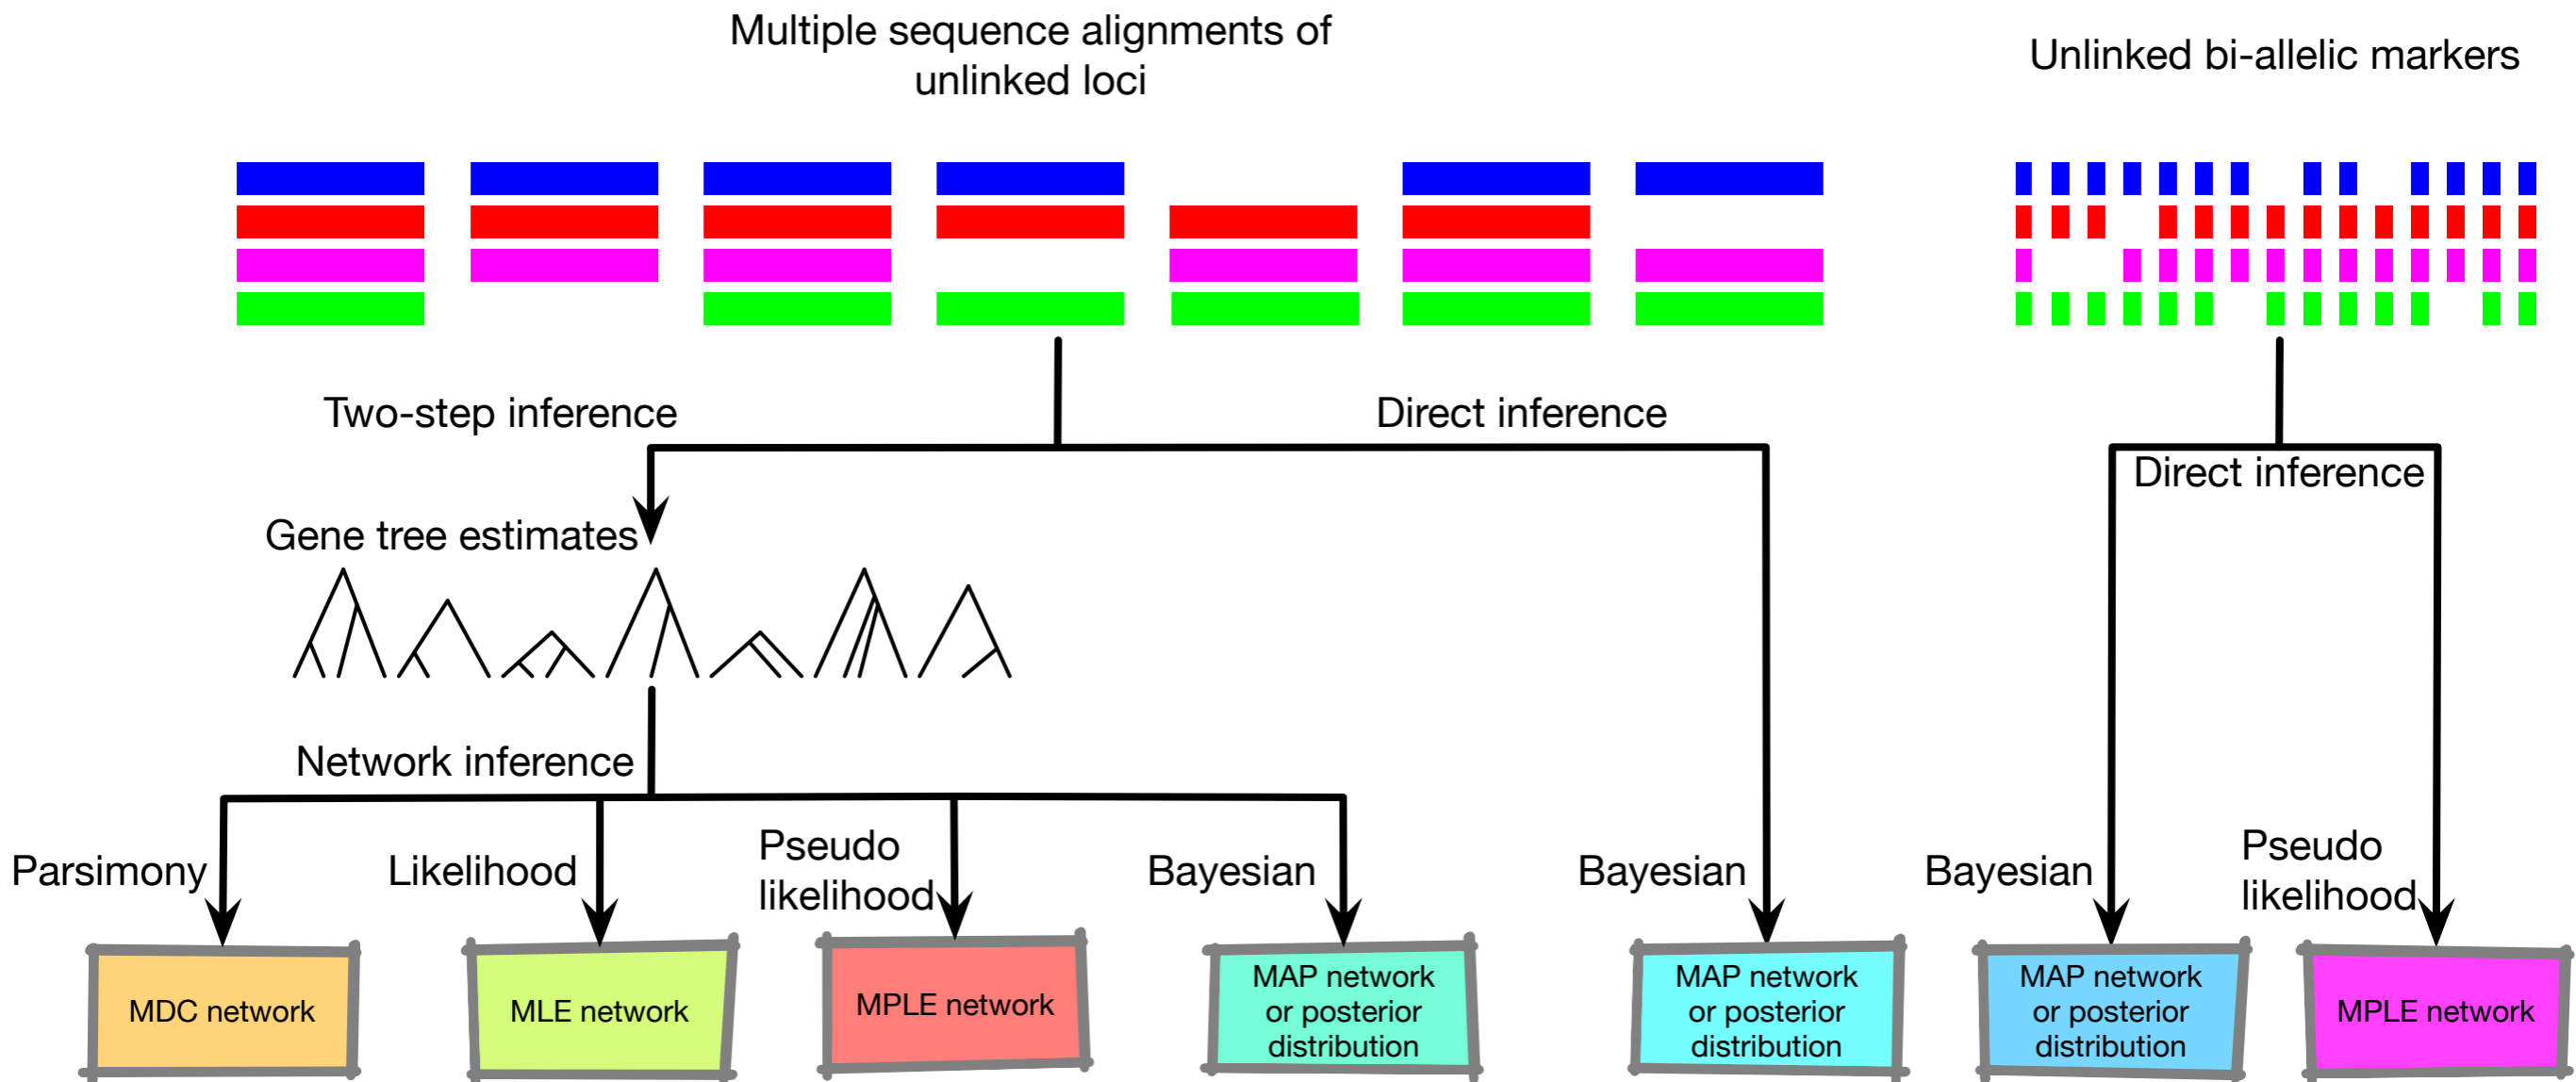 Multiple sequence alignments of
unlinked loci
Unlinked bi-allelic markers
Two-step inference
Direct inference
Direct inference
Gene tree estimates
Network inference
Parsimony
Likelihood
Pseudo
likelihood
Bayesian
Bayesian
Bayesian
Pseudo
likelihood
MDC network
MLE network
MPLE network
MAP network
or posterior
distribution
MAP network
or posterior
distribution
MAP network
or posterior
distribution
MPLE network